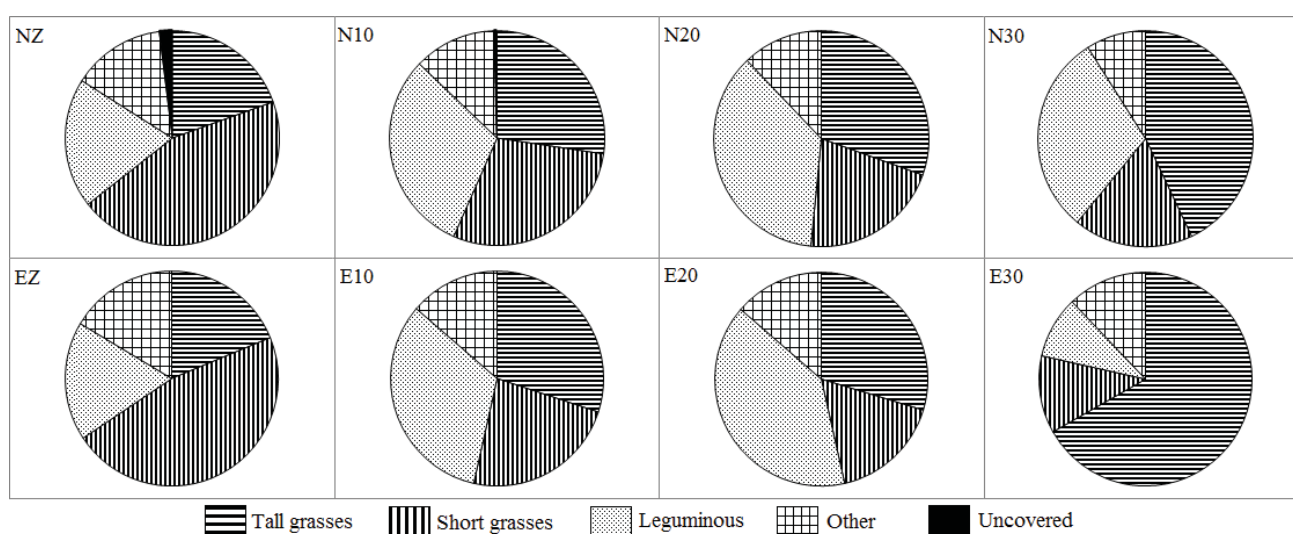 NZ N10 N20 N30
EZ E10 E20 E30
Tall grasses Short grasses Leguminous Other Uncovered